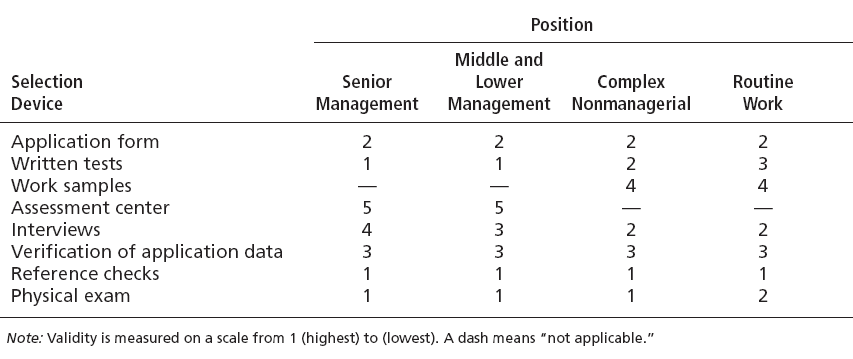 Position
Middle and
Selection Senior Lower Complex Routine
Device Management Management Nonmanagerial Work
Application form 2 2 2 2
Written tests 1 1 2 3
Work samples — — 4 4
Assessment center 5 5 — —
Interviews 4 3 2 2
Verification of application data 3 3 3 3
Reference checks 1 1 1 1
Physical exam 1 1 1 2
Note: Validity is measured on a scale from 1 (highest) to (lowest). A dash means “not applicable.”